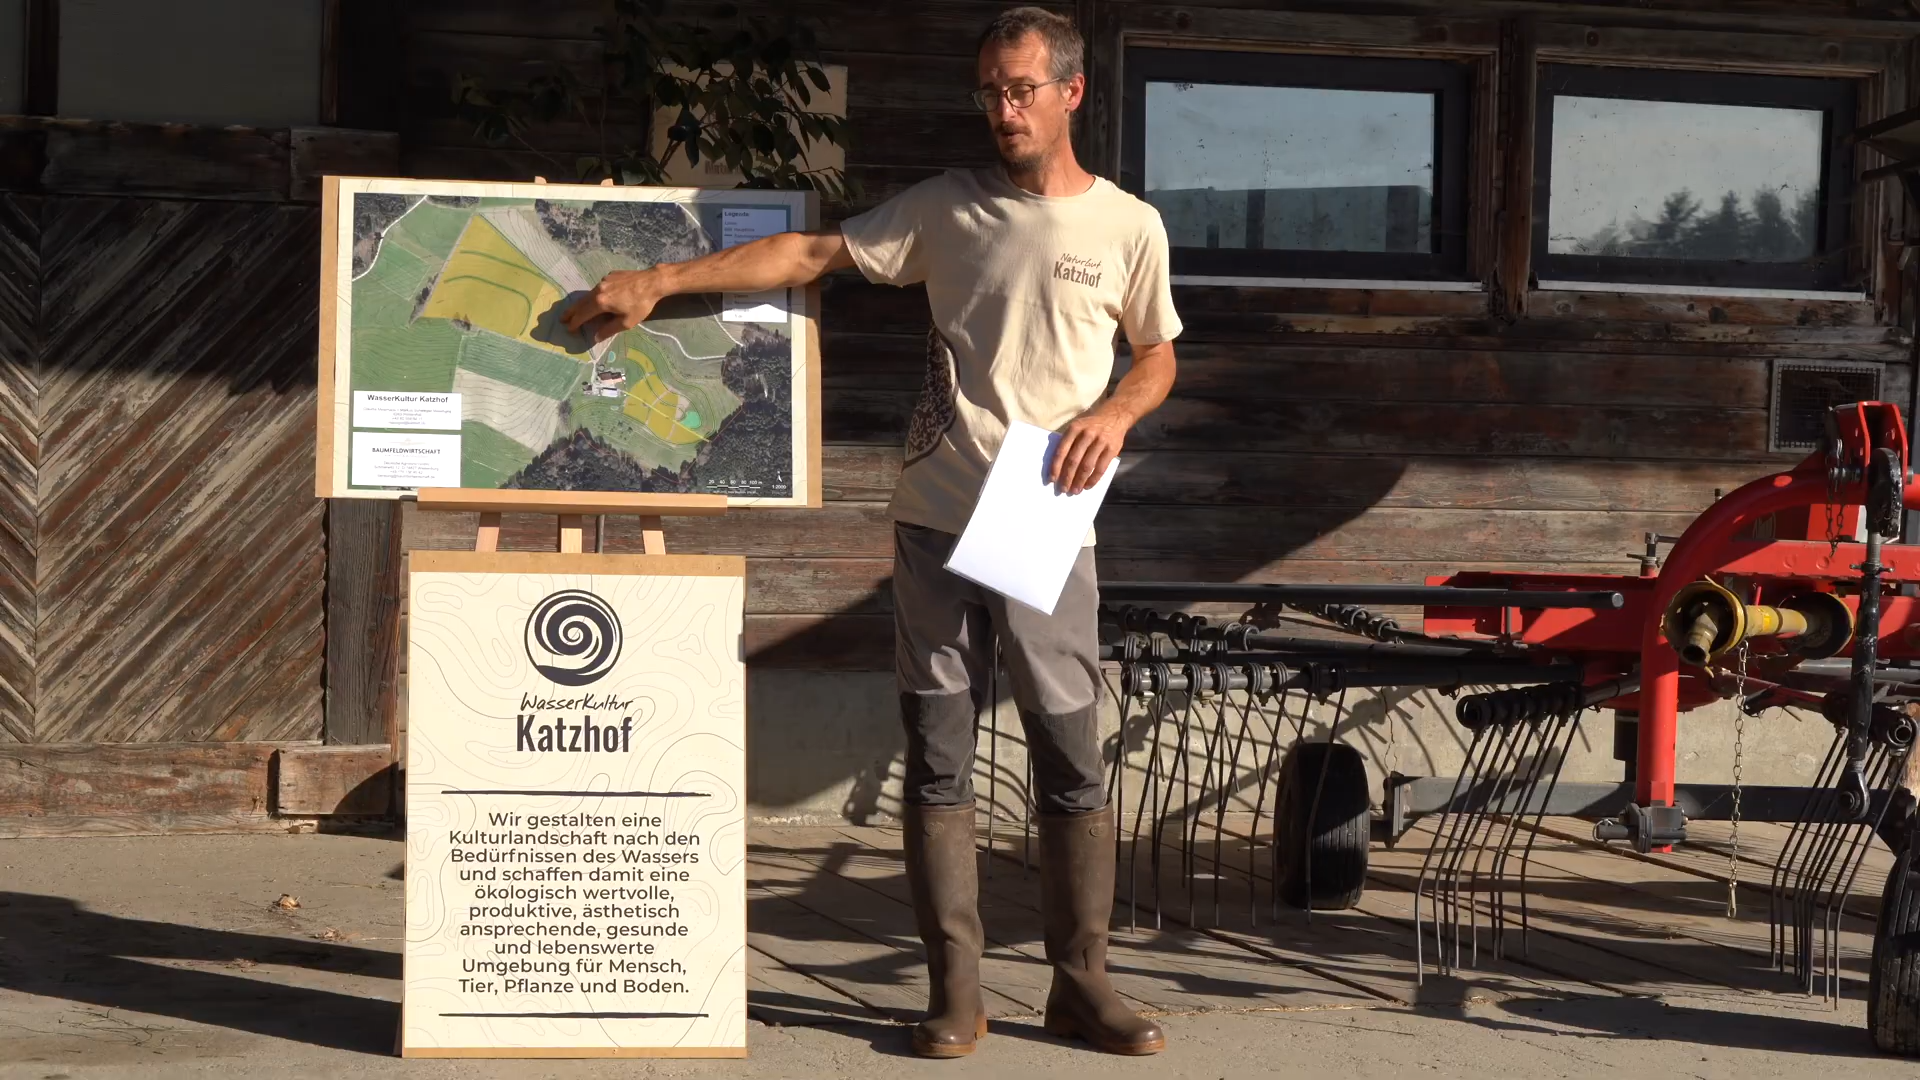 Legende
WasserKultur Katzhof
BAUMFELDWIRTSCHAFT
NaturGut
Katzhof
WasserKultur
Katzhof
Wir gestalten eine
Kulturlandschaft nach den
Bedürfnissen des Wassers
und schaffen damit eine
ökologisch wertvolle,
produktive, ästhetisch
ansprechende, gesunde
und lebenswerte
Umgebung für Mensch,
Tier, Pflanze und Boden.